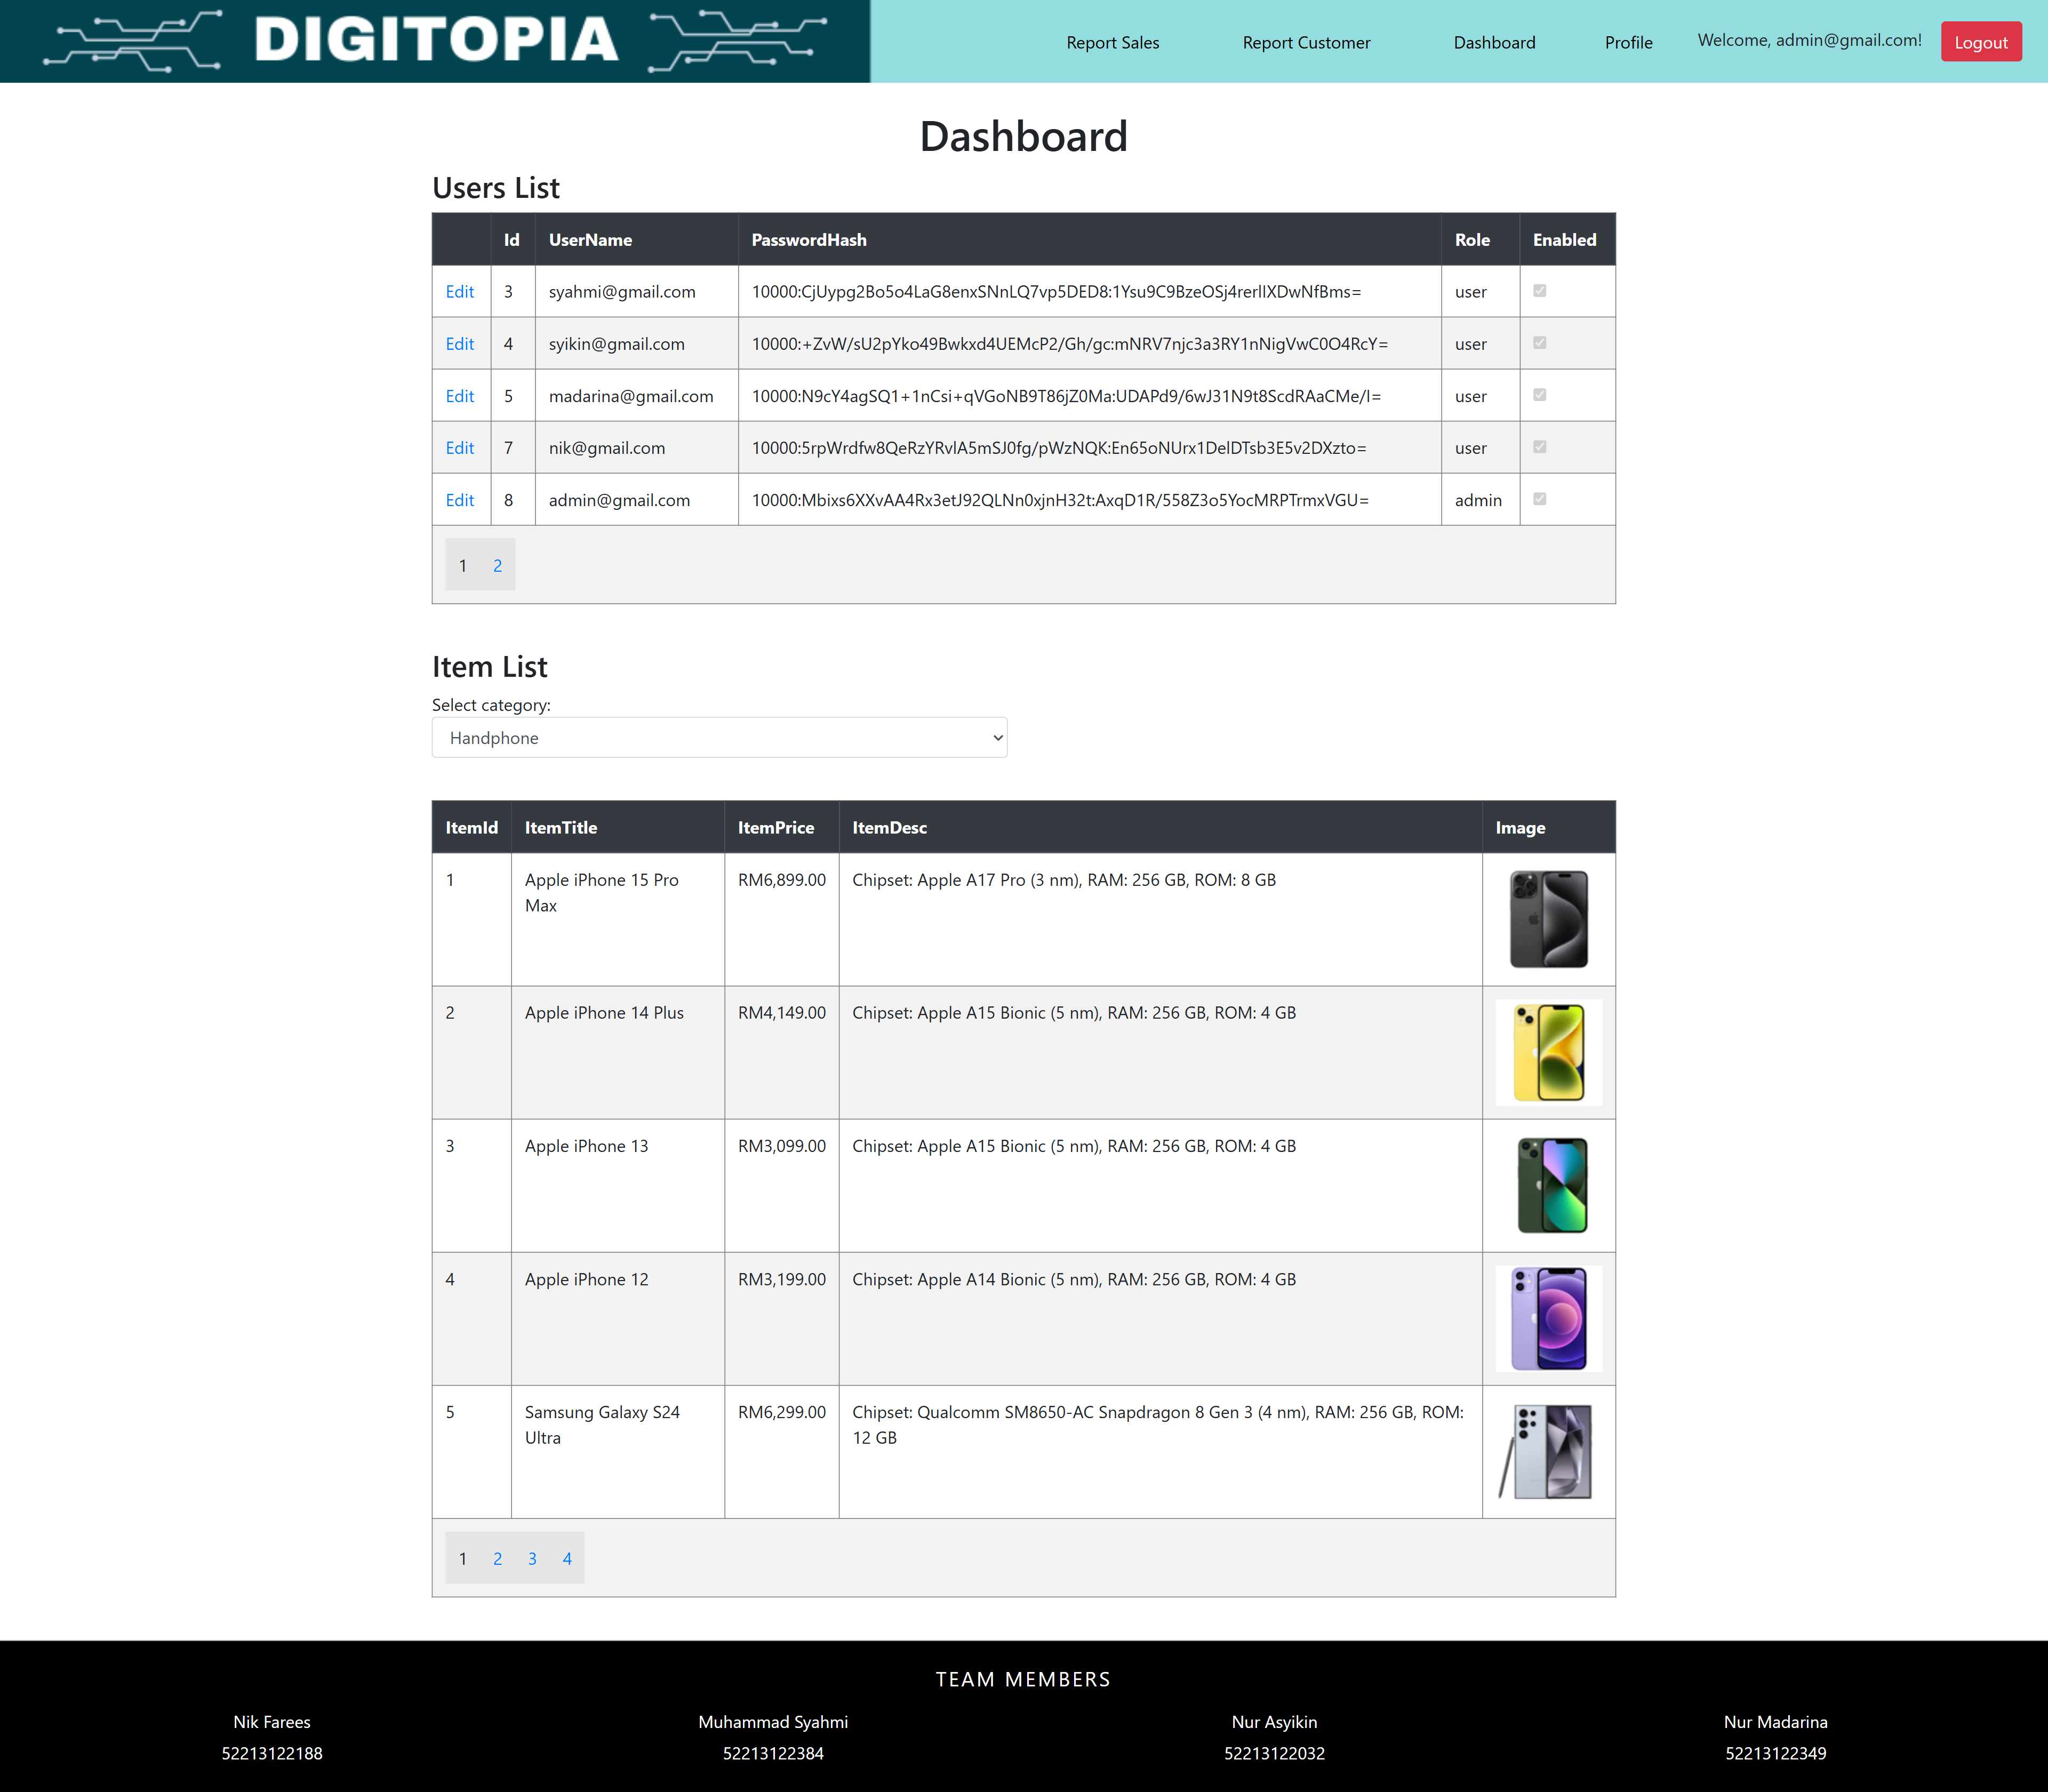 DIGITOPIA
Report Sales Report Customer Dashboard Profile Welcome, admin@gmail.com! Logout
Dashboard
Users List
Id UserName PasswordHash Role Enabled
Edit 3 syahmi@gmail.com 10000:CjUypg2Bo5o4LaG8enxSNnLQ7vp5DED8:1Ysu9C9BzeOSj4rerlIXDwNfBms= user
Edit 4 syikin@gmail.com 10000:+ZvW/sU2pYko49Bwkxd4UEMcP2/Gh/gc:mNRV7njc3a3RY1nNigVwC0O4RcY= user
Edit 5 madarina@gmail.com 10000:N9cY4agSQ1+1nCsi+qVGoNB9T86jZ0Ma:UDAPd9/6wJ31N9t8ScdRAaCMe/I= user
Edit 7 nik@gmail.com 10000:5rpWrdfw8QeRzYRvlA5mSJ0fg/pWzNQK:En65oNUrx1DelDTsb3E5v2DXzto= user
Edit 8 admin@gmail.com 10000:Mbixs6XXvAA4Rx3etJ92QLNn0xjnH32t:AxqD1R/558Z3o5YocMRPTrmxVGU= admin
1 2
Item List
Select category:
Handphone
ItemId ItemTitle ItemPrice ItemDesc Image
1 Apple iPhone 15 Pro RM6,899.00 Chipset: Apple A17 Pro (3 nm), RAM: 256 GB, ROM: 8 GB
Max
2 Apple iPhone 14 Plus RM4,149.00 Chipset: Apple A15 Bionic (5 nm), RAM: 256 GB, ROM: 4 GB
3 Apple iPhone 13 RM3,099.00 Chipset: Apple A15 Bionic (5 nm), RAM: 256 GB, ROM: 4 GB
4 Apple iPhone 12 RM3,199.00 Chipset: Apple A14 Bionic (5 nm), RAM: 256 GB, ROM: 4 GB
5 Samsung Galaxy S24 RM6,299.00 Chipset: Qualcomm SM8650-AC Snapdragon 8 Gen 3 (4 nm), RAM: 256 GB, ROM:
Ultra 12 GB
1 2 3 4
TEAM MEMBERS
Nik Farees Muhammad Syahmi Nur Asyikin Nur Madarina
52213122188 52213122384 52213122032 52213122349